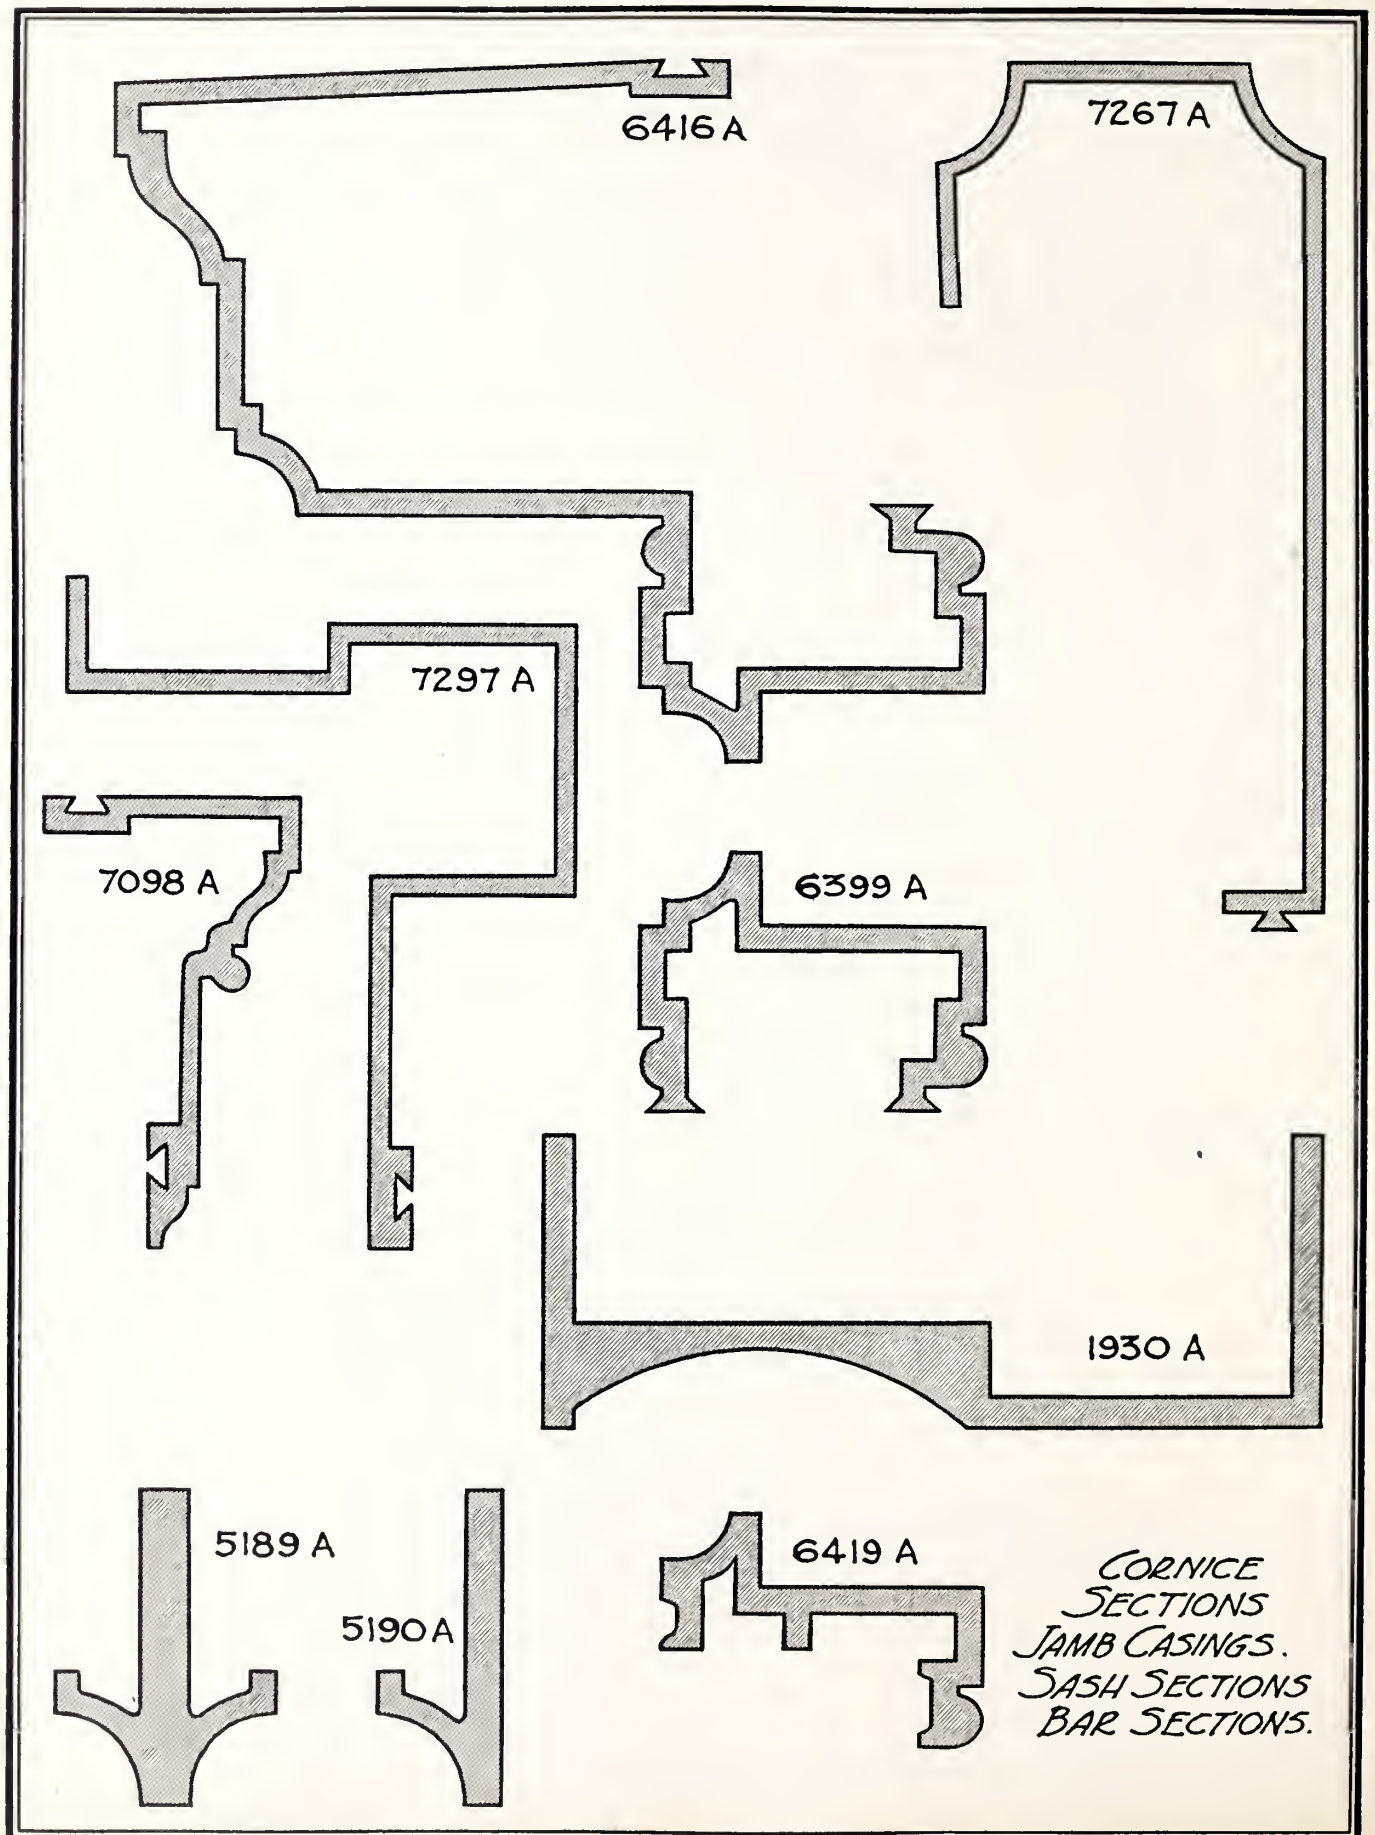 6416 A
7267 A
7297 A
7098 A
6399 A
1930 A
5189 A
5190 A
6419 A
CORNICE
SECTIONS
JAMB CASINGS.
SASH SECTIONS
BAR SECTIONS.